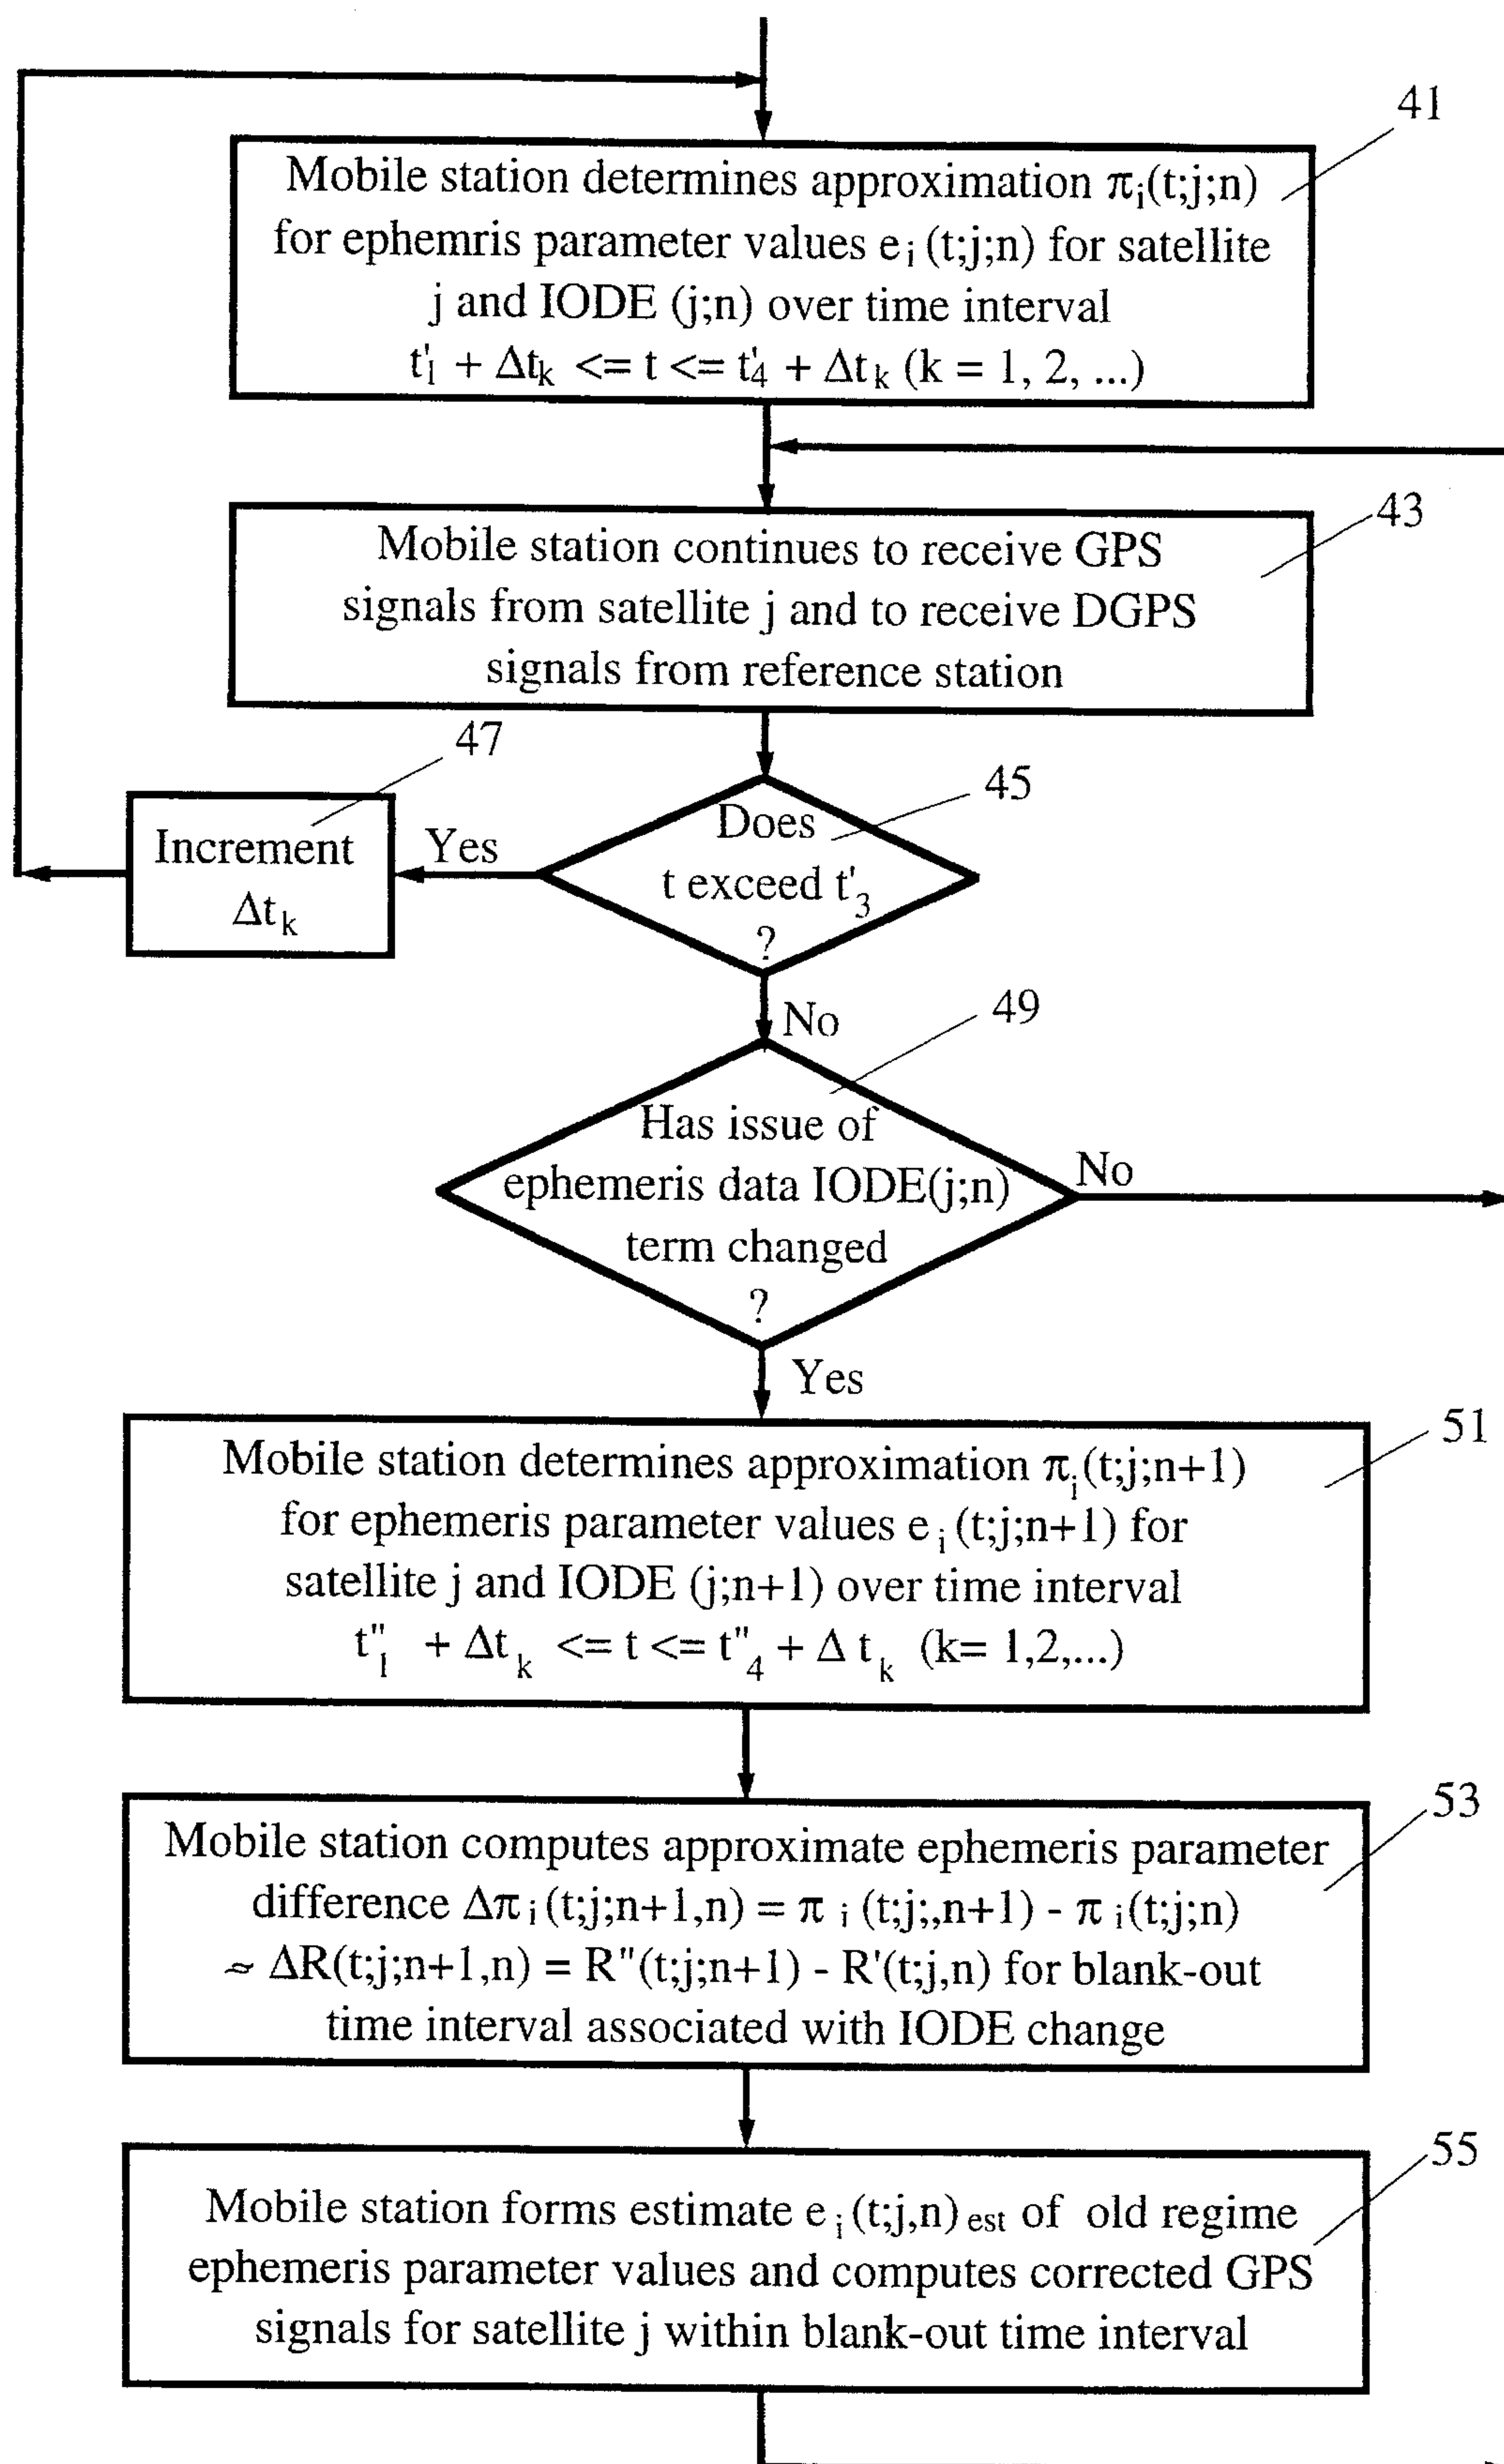 41
Mobile station determines approximation πᵢ(t;j;n)
for ephemris parameter values eᵢ(t;j;n) for satellite
j and IODE (j;n) over time interval
t'₁ + Δtₖ <= t <= t'₄ + Δtₖ (k = 1, 2, ...)
43
Mobile station continues to receive GPS
signals from satellite j and to receive DGPS
signals from reference station
47
Increment
Δtₖ
Yes
45
Does
t exceed t'₃
?
No
49
Has issue of
ephemeris data IODE(j;n)
term changed
?
No
Yes
51
Mobile station determines approximation πᵢ(t;j;n+1)
for ephemeris parameter values eᵢ(t;j;n+1) for
satellite j and IODE (j;n+1) over time interval
t"₁ + Δtₖ <= t <= t"₄ + Δtₖ (k= 1,2,...)
53
Mobile station computes approximate ephemeris parameter
difference Δπᵢ(t;j;n+1,n) = πᵢ(t;j;,n+1) - πᵢ(t;j;n)
~ ΔR(t;j;n+1,n) = R"(t;j;n+1) - R'(t;j,n) for blank-out
time interval associated with IODE change
55
Mobile station forms estimate eᵢ(t;j,n)est of old regime
ephemeris parameter values and computes corrected GPS
signals for satellite j within blank-out time interval